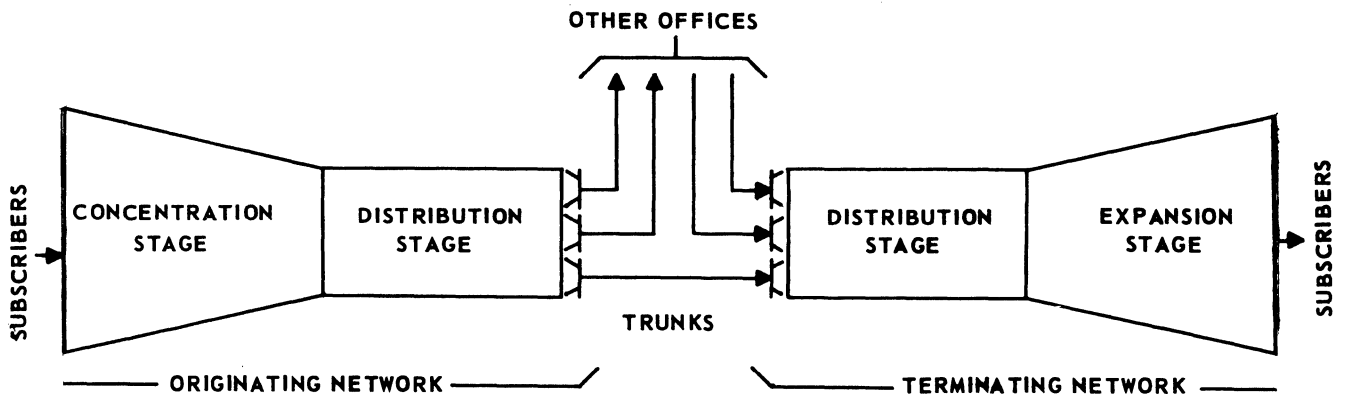 OTHER OFFICES
SUBSCRIBERS
CONCENTRATION
STAGE
DISTRIBUTION
STAGE
DISTRIBUTION
STAGE
EXPANSION
STAGE
SUBSCRIBERS
TRUNKS
ORIGINATING NETWORK
TERMINATING NETWORK